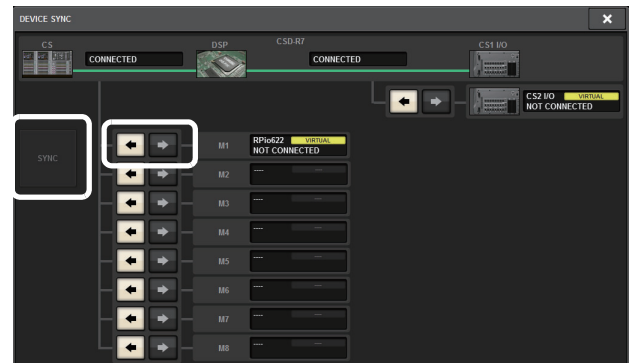 DEVICE SYNC
CS
CONNECTED
DSP
CSD-R7
CONNECTED
CS1 I/O
CS2 I/O VIRTUAL
NOT CONNECTED
SYNC
M1 RPio622 VIRTUAL
NOT CONNECTED
M2 ---- ---
M3 ---- ---
M4 ---- ---
M5 ---- ---
M6 ---- ---
M7 ---- ---
M8 ---- ---